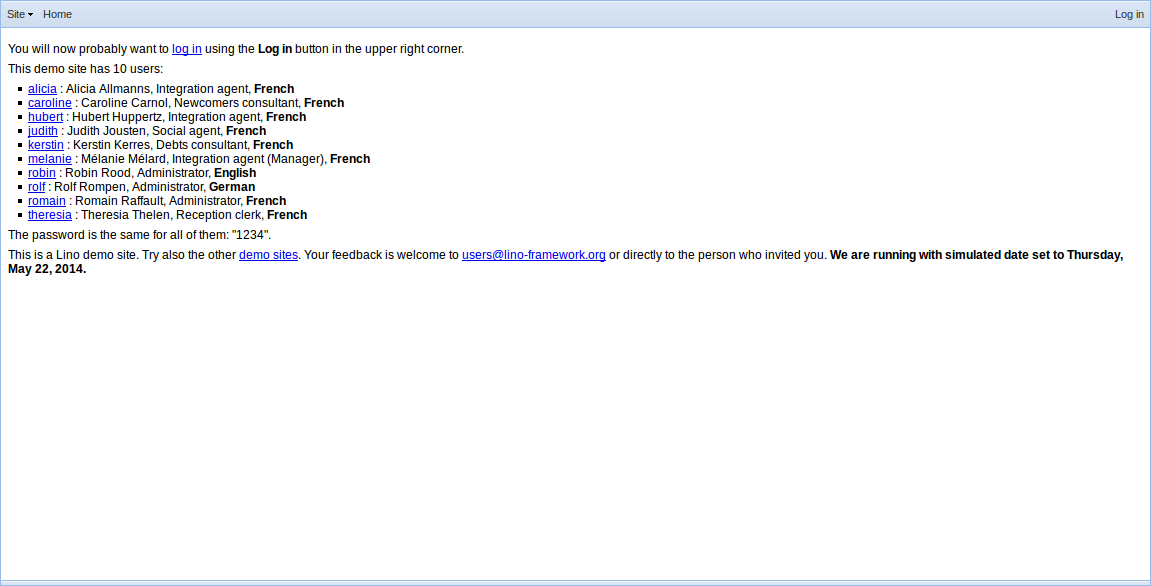 Site Home Log in
You will now probably want to log in using the Log in button in the upper right corner.
This demo site has 10 users:
alicia : Alicia Allmanns, Integration agent, French
caroline : Caroline Carnol, Newcomers consultant, French
hubert : Hubert Huppertz, Integration agent, French
judith : Judith Jousten, Social agent, French
kerstin : Kerstin Kerres, Debts consultant, French
melanie : Mélanie Mélard, Integration agent (Manager), French
robin : Robin Rood, Administrator, English
rolf : Rolf Rompen, Administrator, German
romain : Romain Raffault, Administrator, French
theresia : Theresia Thelen, Reception clerk, French
The password is the same for all of them: "1234".
This is a Lino demo site. Try also the other demo sites. Your feedback is welcome to users@lino-framework.org or directly to the person who invited you. We are running with simulated date set to Thursday,
May 22, 2014.